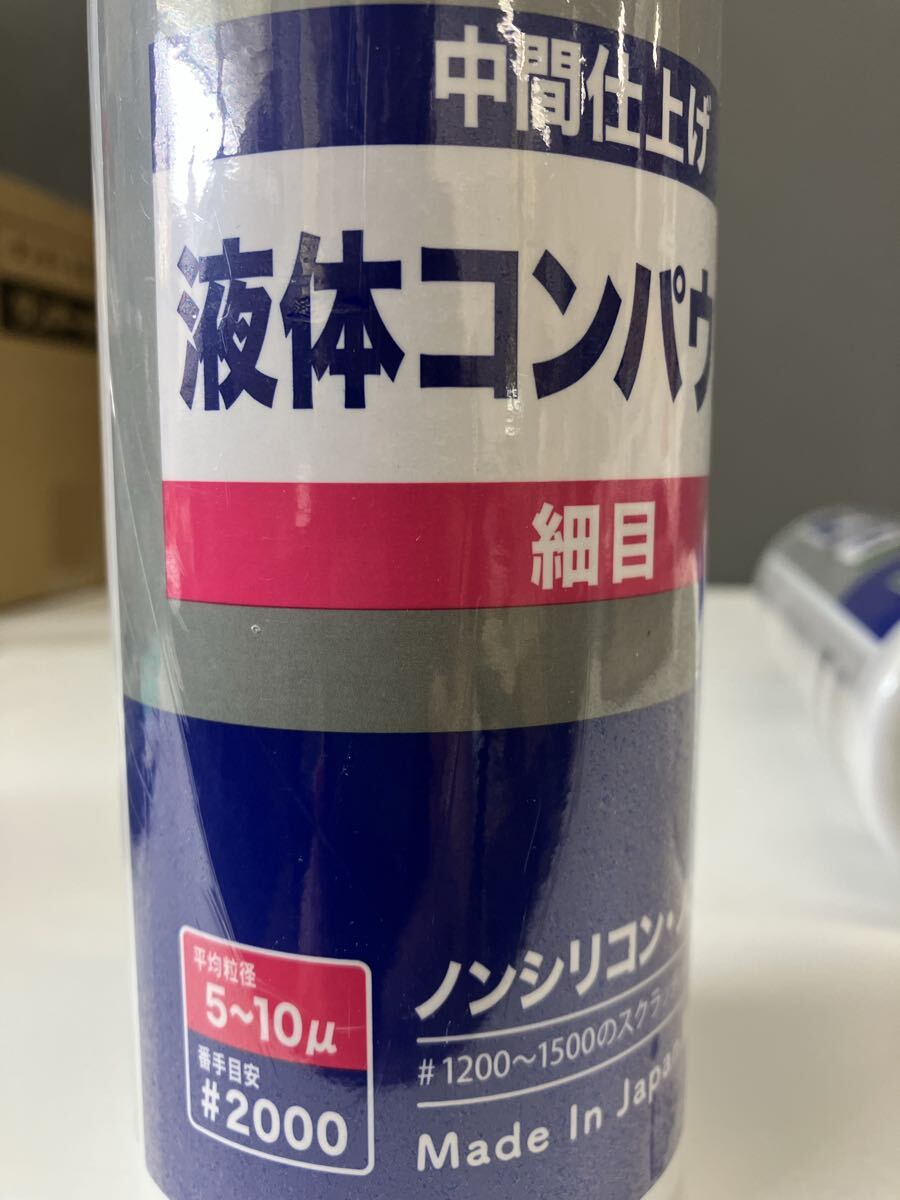 中間仕上げ
液体コンパウ
細目
平均粒径
5~10μ
番手目安
#2000
ノンシリコン・ノ
#1200~1500のスクラ
Made In Japan